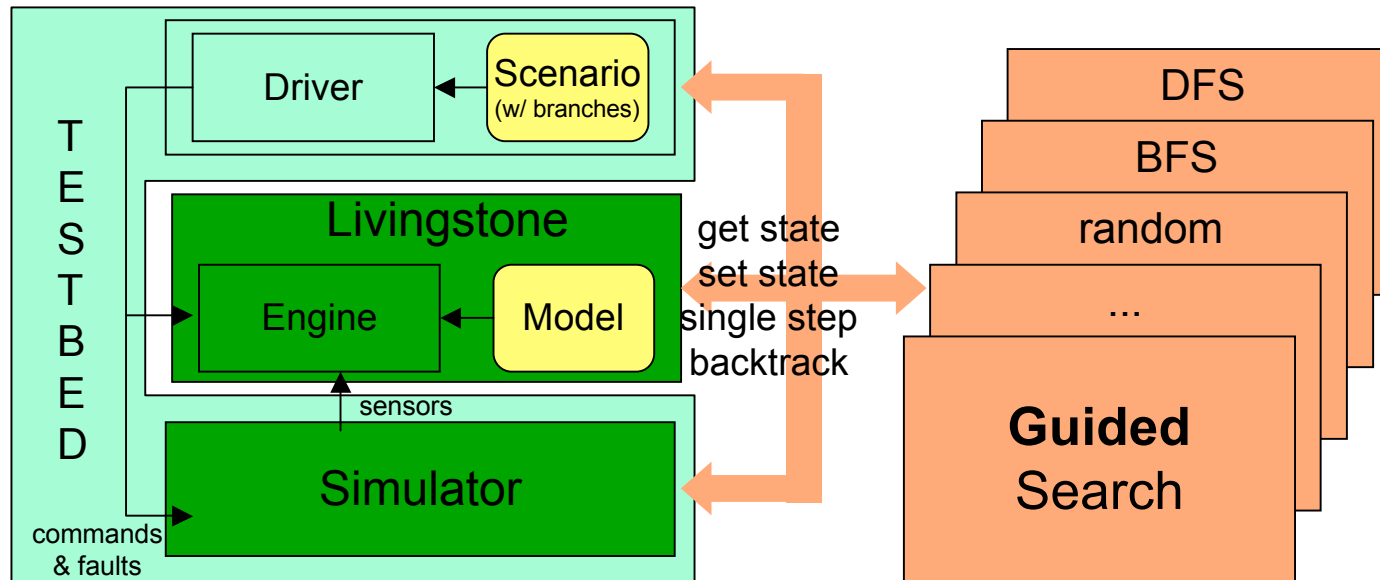 TESTBED
Driver
Scenario
(w/ branches)
Livingstone
Engine
Model
sensors
Simulator
commands
& faults
get state
set state
single step
backtrack
DFS
BFS
random
...
Guided
Search